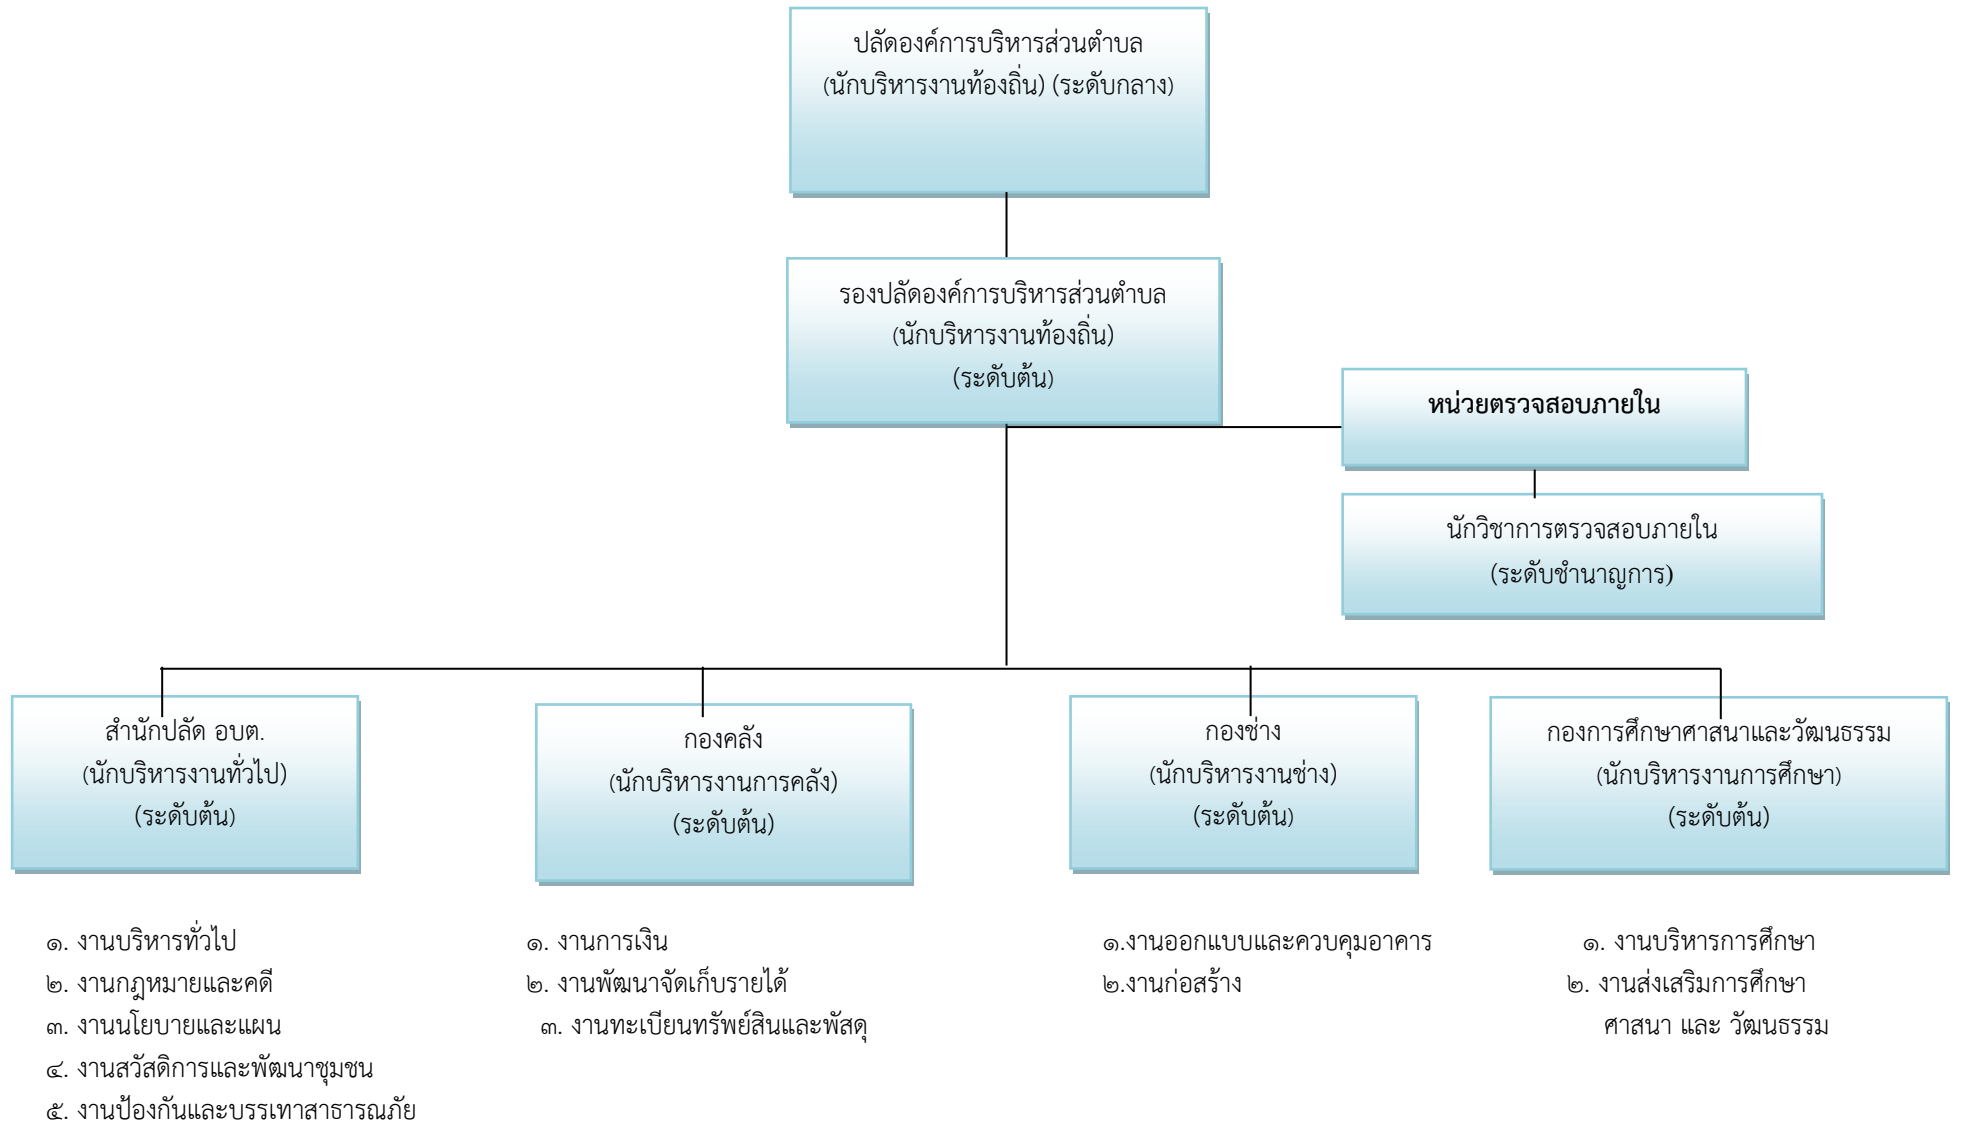 ปลัดองค์การบริหารส่วนตำบล
(นักบริหารงานท้องถิ่น) (ระดับกลาง)
รองปลัดองค์การบริหารส่วนตำบล
(นักบริหารงานท้องถิ่น)
(ระดับต้น)
หน่วยตรวจสอบภายใน
นักวิชาการตรวจสอบภายใน
(ระดับชำนาญการ)
สำนักปลัด อบต.
(นักบริหารงานทั่วไป)
(ระดับต้น)
กองคลัง
(นักบริหารงานการคลัง)
(ระดับต้น)
กองช่าง
(นักบริหารงานช่าง)
(ระดับต้น)
กองการศึกษาศาสนาและวัฒนธรรม
(นักบริหารงานการศึกษา)
(ระดับต้น)
๑. งานบริหารทั่วไป
๒. งานกฎหมายและคดี
๓. งานนโยบายและแผน
๔. งานสวัสดิการและพัฒนาชุมชน
๕. งานป้องกันและบรรเทาสาธารณภัย
๑. งานการเงิน
๒. งานพัฒนาจัดเก็บรายได้
๓. งานทะเบียนทรัพย์สินและพัสดุ
๑.งานออกแบบและควบคุมอาคาร
๒.งานก่อสร้าง
๑. งานบริหารการศึกษา
๒. งานส่งเสริมการศึกษา
ศาสนา และ วัฒนธรรม